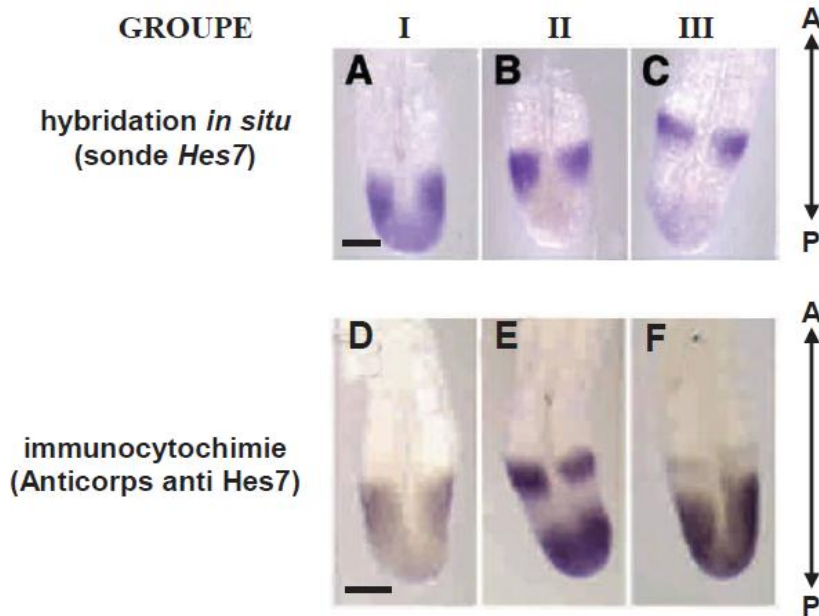 GROUPE I II III
A B C A
hybridation in situ
(sonde Hes7)
P
D E F A
immunocytochimie
(Anticorps anti Hes7)
P